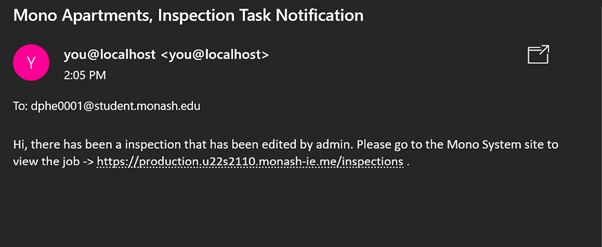 Mono Apartments, Inspection Task Notification
Y
you@localhost <you@localhost>
2:05 PM
To: dphe0001@student.monash.edu
Hi, there has been a inspection that has been edited by admin. Please go to the Mono System site to
view the job -> https://production.u22s2110.monash-ie.me/inspections .